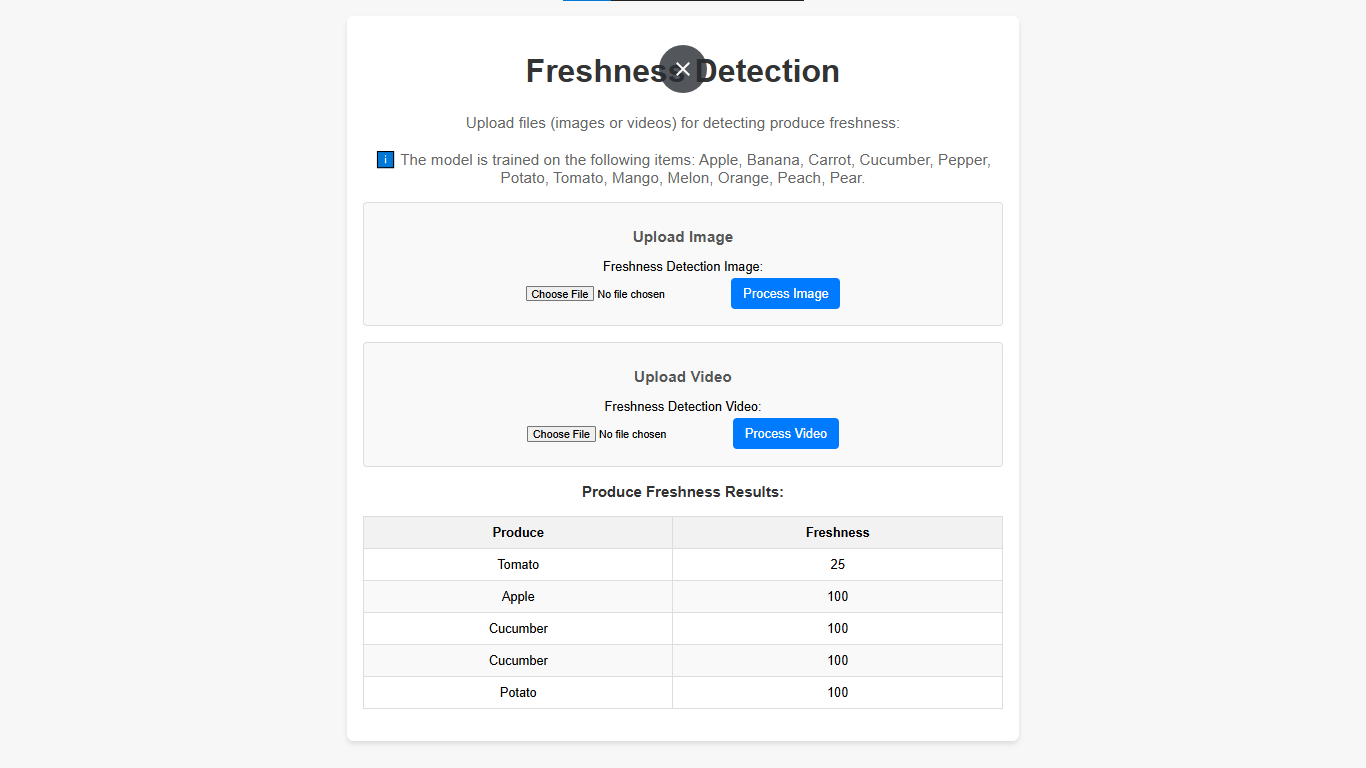 Freshness Detection
Upload files (images or videos) for detecting produce freshness:
i The model is trained on the following items: Apple, Banana, Carrot, Cucumber, Pepper,
Potato, Tomato, Mango, Melon, Orange, Peach, Pear.
Upload Image
Freshness Detection Image:
Choose File No file chosen Process Image
Upload Video
Freshness Detection Video:
Choose File No file chosen Process Video
Produce Freshness Results:
Produce Freshness
Tomato 25
Apple 100
Cucumber 100
Cucumber 100
Potato 100